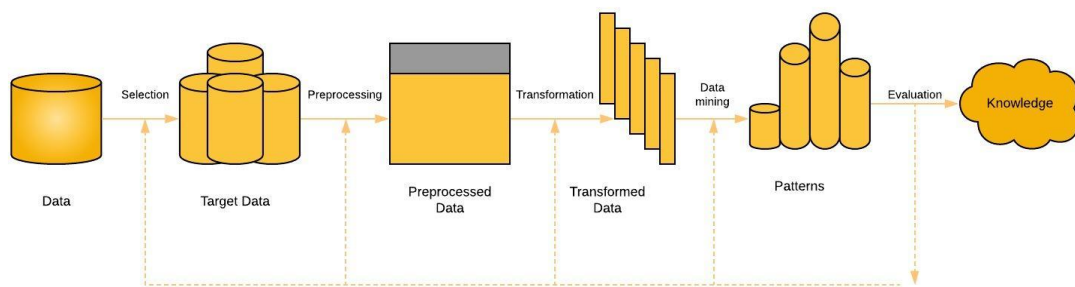 Selection
Preprocessing
Transformation
Data
mining
Evaluation
Knowledge
Data
Target Data
Preprocessed
Data
Transformed
Data
Patterns